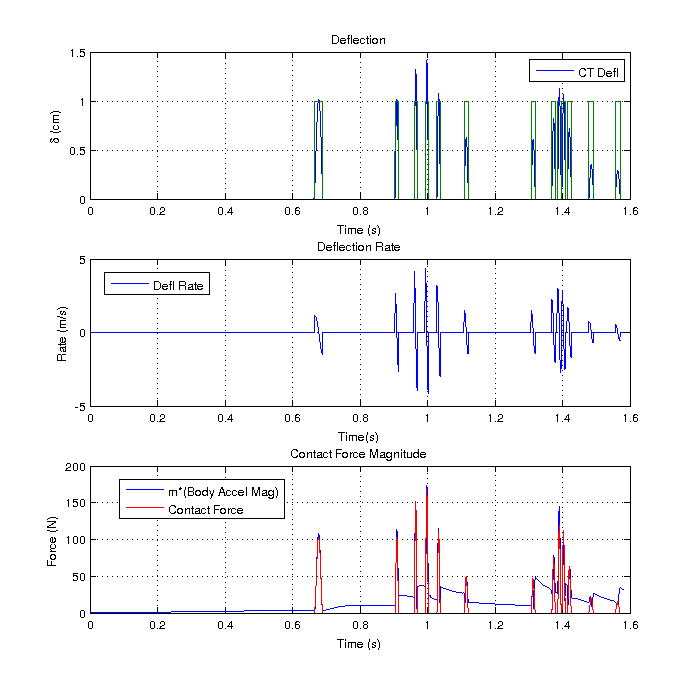 Deflection
1.5
1
0.5
0
δ (cm)
CT Defl
0 0.2 0.4 0.6 0.8 1 1.2 1.4 1.6
Time (s)
Deflection Rate
5
0
-5
Rate (m/s)
Defl Rate
0 0.2 0.4 0.6 0.8 1 1.2 1.4 1.6
Time(s)
Contact Force Magnitude
200
150
100
50
0
Force (N)
m*(Body Accel Mag)
Contact Force
0 0.2 0.4 0.6 0.8 1 1.2 1.4 1.6
Time (s)